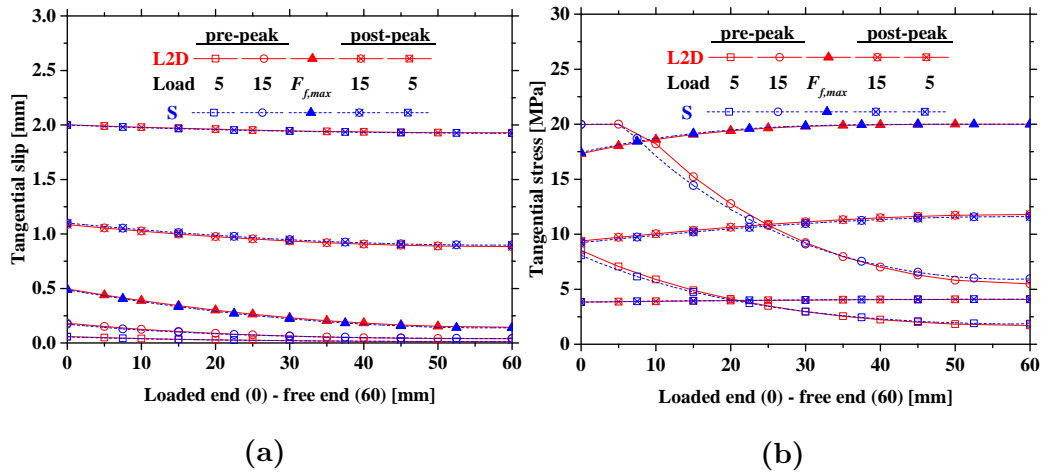 3.0
2.5
2.0
1.5
1.0
0.5
0.0
Tangential slip [mm]
pre-peak post-peak
L2D
Load 5 15 F_f,max 15 5
S
0 10 20 30 40 50 60
Loaded end (0) - free end (60) [mm]
(a)
30
25
20
15
10
5
0
Tangential stress [MPa]
pre-peak post-peak
L2D
Load 5 15 F_f,max 15 5
S
0 10 20 30 40 50 60
Loaded end (0) - free end (60) [mm]
(b)